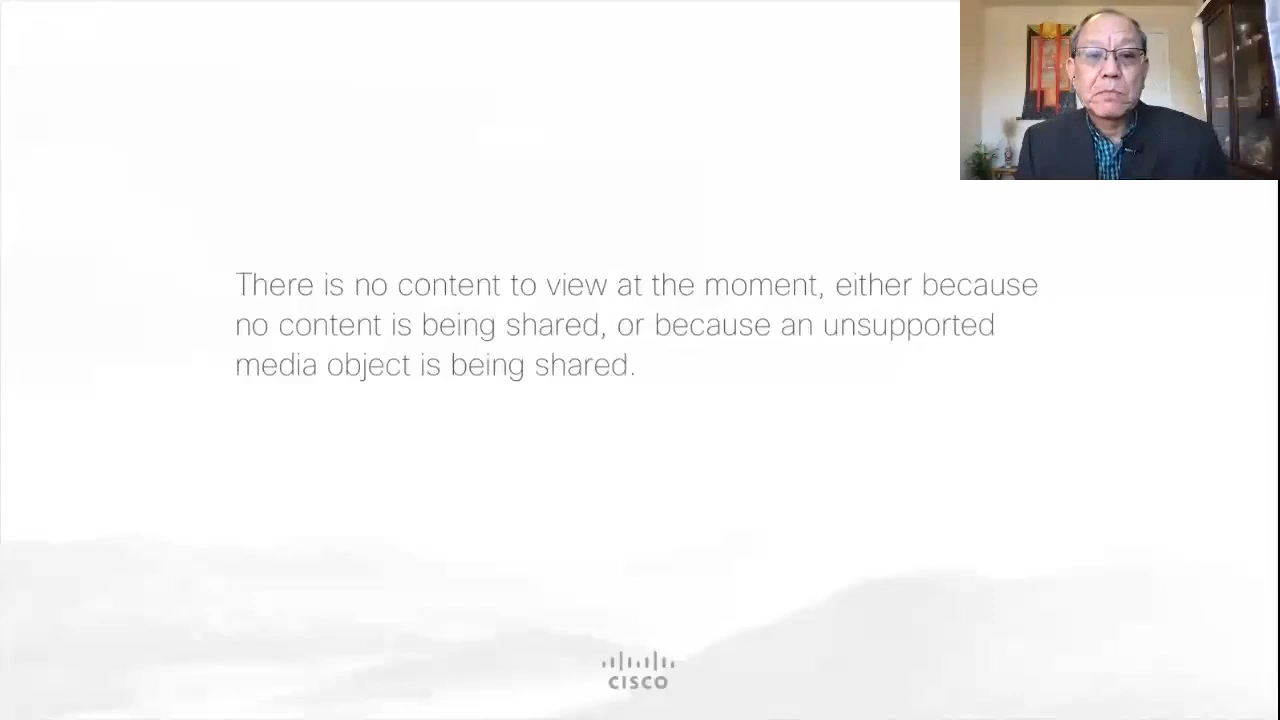 There is no content to view at the moment, either because
no content is being shared, or because an unsupported
media object is being shared.
CISCO